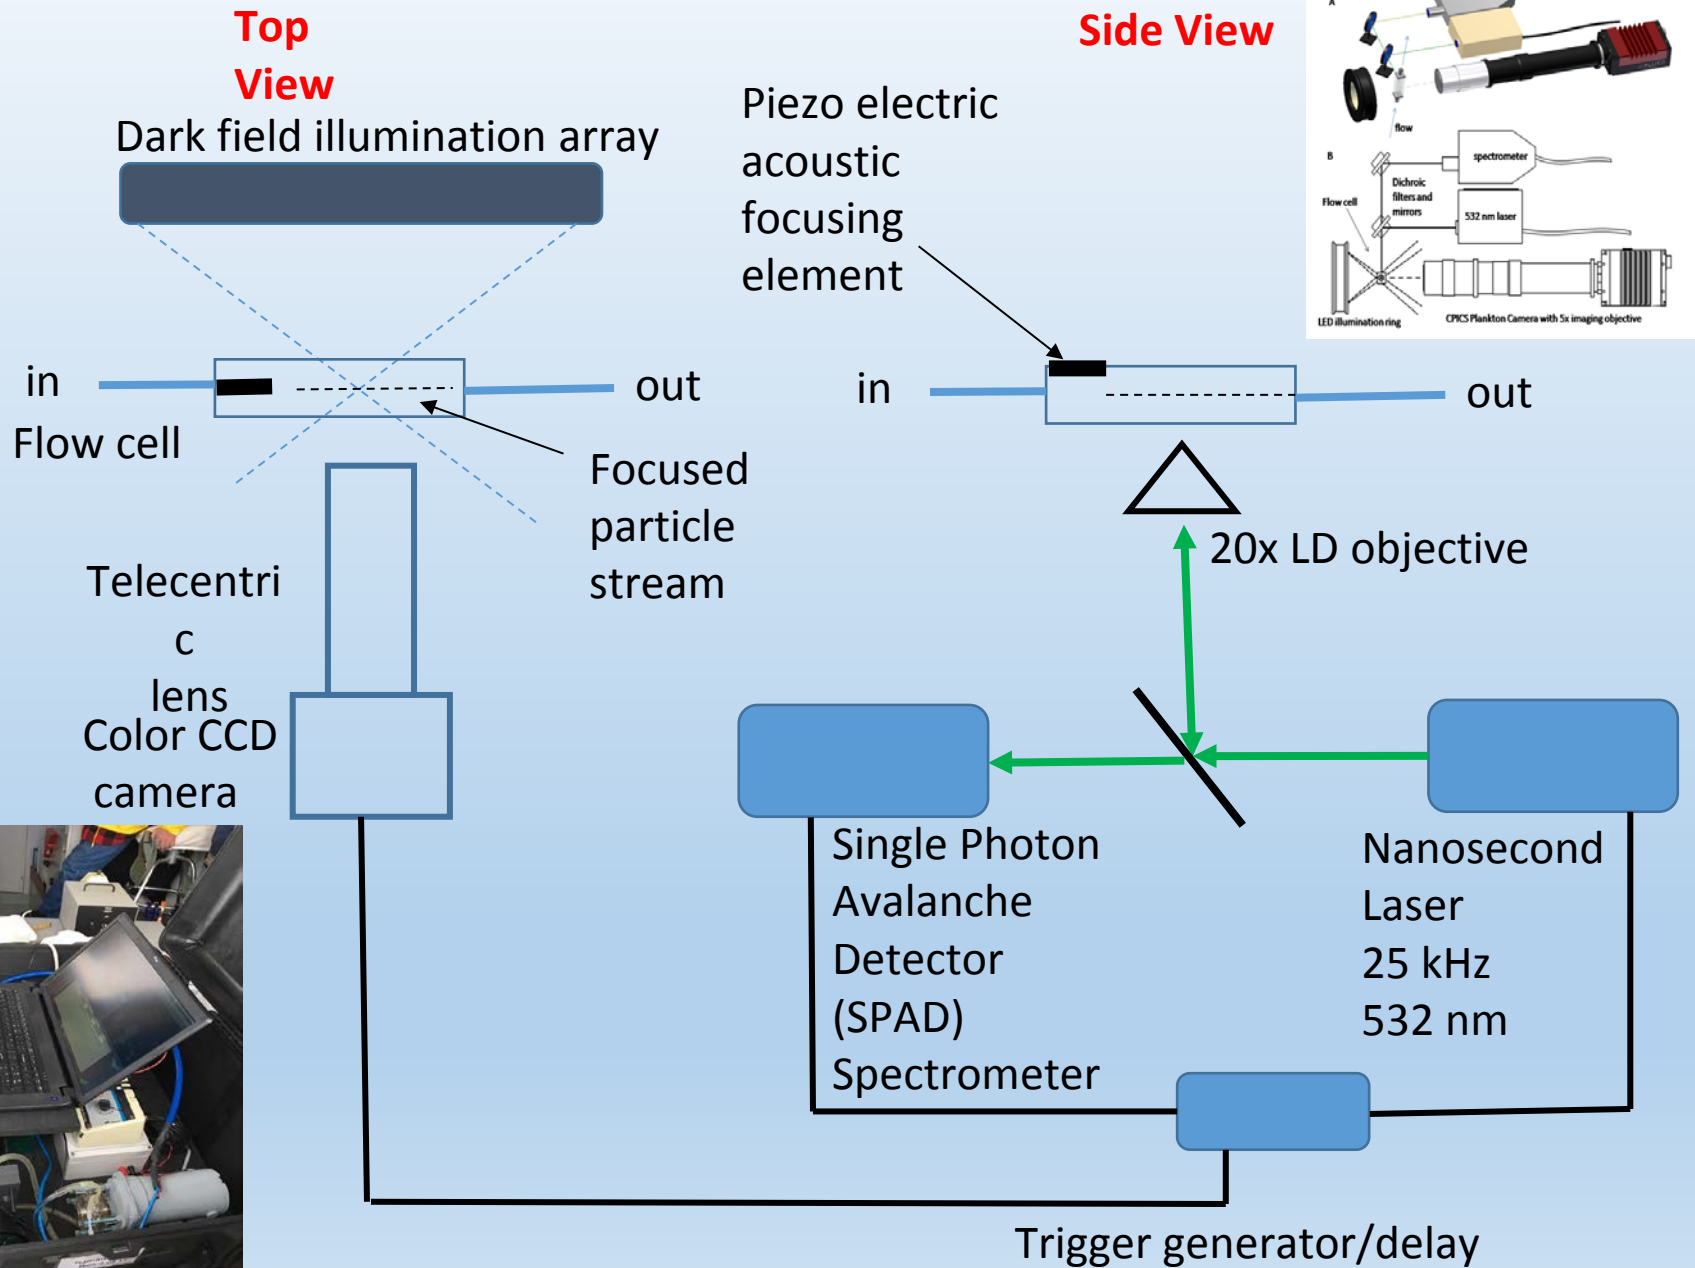 Top
View
Dark field illumination array
in
out
Flow cell
Focused
particle
stream
Telecentri
c
lens
Color CCD
camera
Side View
Piezo electric
acoustic
focusing
element
in
out
20x LD objective
Single Photon
Avalanche
Detector
(SPAD)
Spectrometer
Nanosecond
Laser
25 kHz
532 nm
Trigger generator/delay
A
flow
B
spectrometer
Dichroic
filters and
mirrors
Flow cell
532 nm laser
LED illumination ring
CPICS Plankton Camera with 5x imaging objective